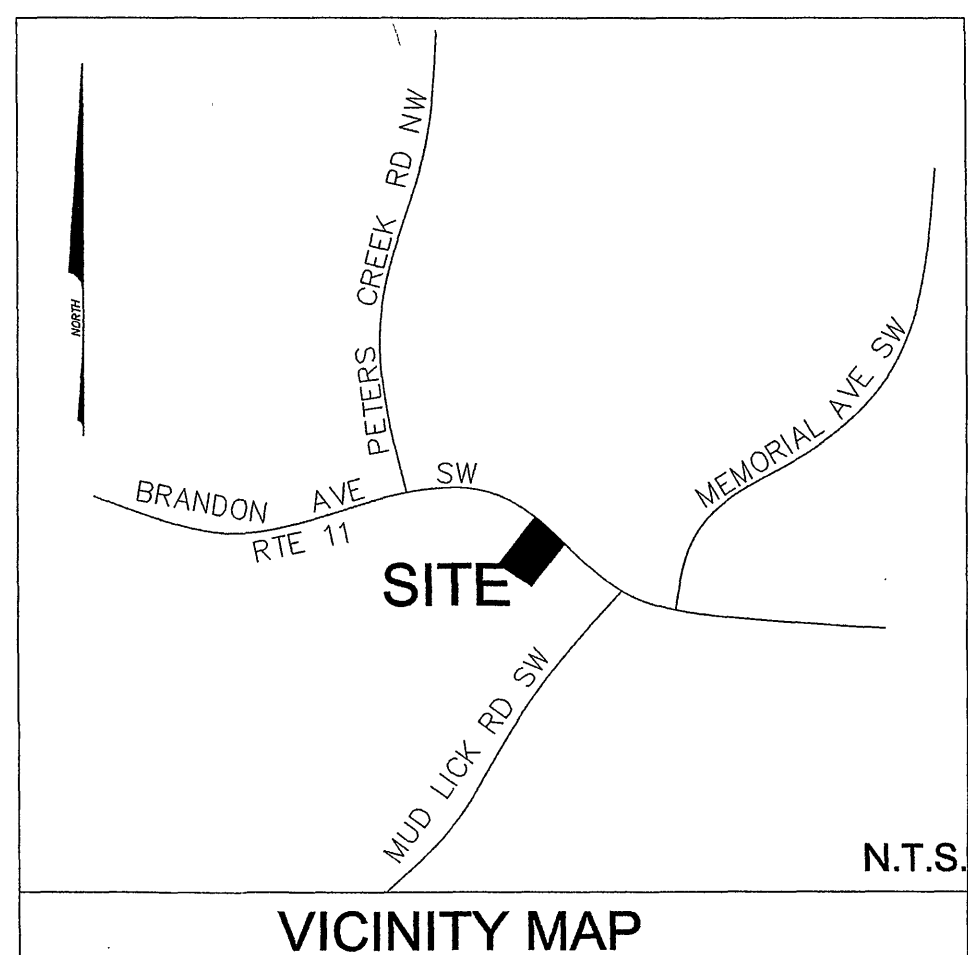 PETERS CREEK RD NW
NORTH
MEMORIAL AVE SW
BRANDON AVE SW
RTE 11
SITE
MUD LICK RD SW
N.T.S.
VICINITY MAP